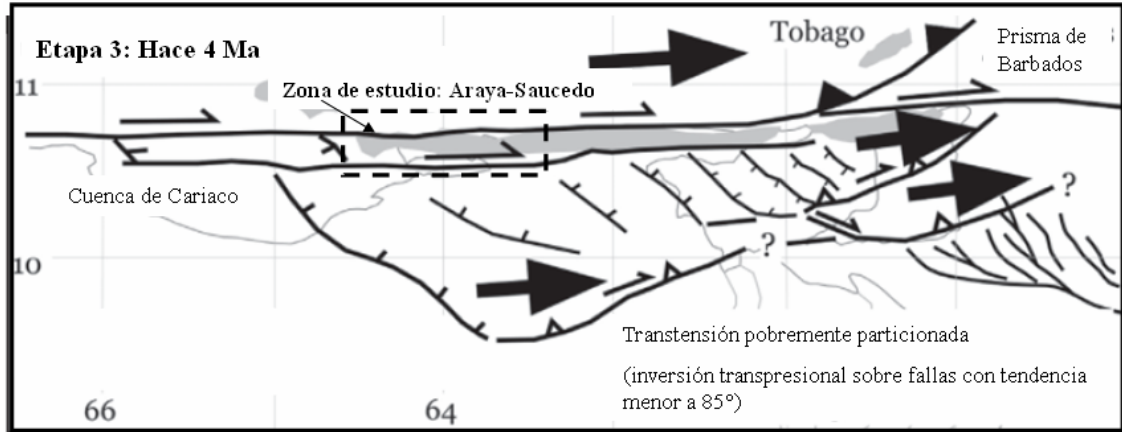 Tobago
Prisma de
Barbados
Etapa 3: Hace 4 Ma
11
Zona de estudio: Araya-Saucedo
Cuenca de Cariaco
?
?
10
Transtensión pobremente particionada
(inversión transpresional sobre fallas con tendencia
menor a 85°)
66
64